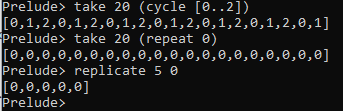 Prelude> take 20 (cycle [0..2])
[0,1,2,0,1,2,0,1,2,0,1,2,0,1,2,0,1,2,0,1]
Prelude> take 20 (repeat 0)
[0,0,0,0,0,0,0,0,0,0,0,0,0,0,0,0,0,0,0,0]
Prelude> replicate 5 0
[0,0,0,0,0]
Prelude>